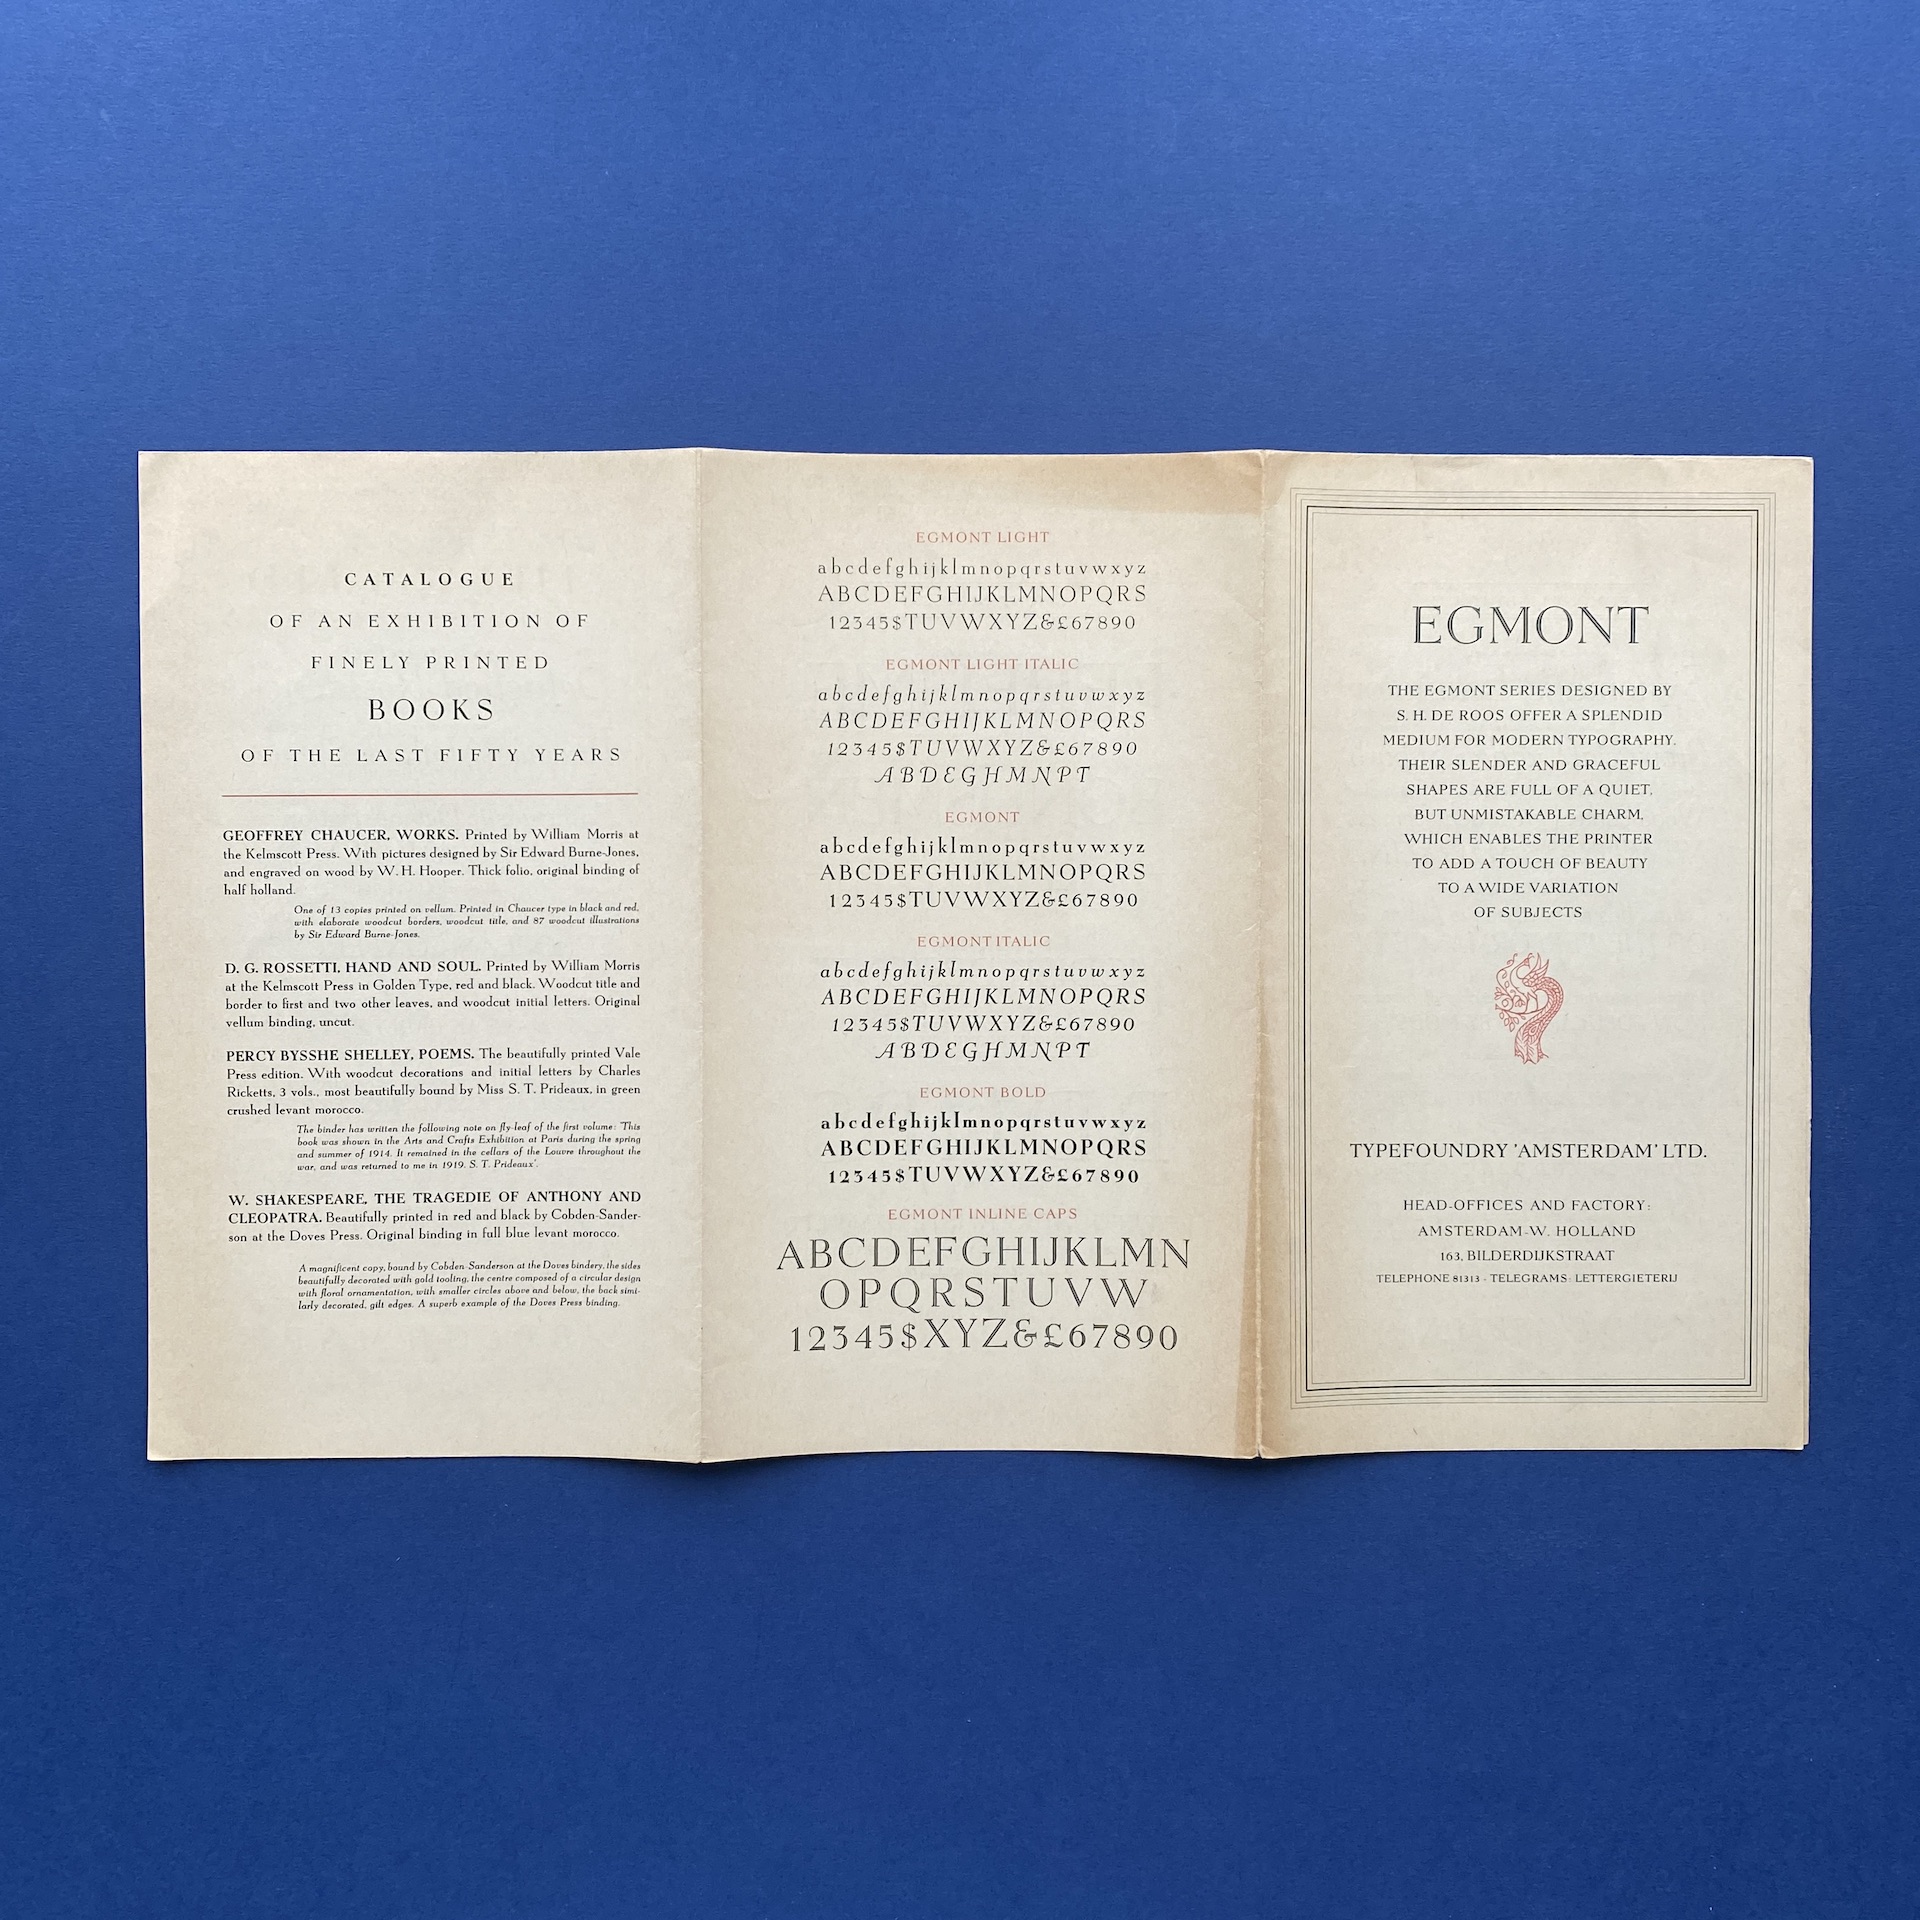 CATALOGUE
OF AN EXHIBITION OF
FINELY PRINTED
BOOKS
OF THE LAST FIFTY YEARS
GEOFFREY CHAUCER, WORKS. Printed by William Morris at
the Kelmscott Press. With pictures designed by Sir Edward Burne-Jones,
and engraved on wood by W. H. Hooper. Thick folio, original binding of
half holland.
One of 13 copies printed on vellum. Printed in Chaucer type in black and red,
with elaborate woodcut borders, woodcut title, and 87 woodcut illustrations
by Sir Edward Burne-Jones.
D. G. ROSSETTI, HAND AND SOUL. Printed by William Morris
at the Kelmscott Press in Golden Type, red and black. Woodcut title and
border to first and two other leaves, and woodcut initial letters. Original
vellum binding, uncut.
PERCY BYSSHE SHELLEY, POEMS. The beautifully printed Vale
Press edition. With woodcut decorations and initial letters by Charles
Ricketts, 3 vols., most beautifully bound by Miss S. T. Prideaux, in green
crushed levant morocco.
The binder has written the following note on fly-leaf of the first volume: 'This
book was shown in the Arts and Crafts Exhibition at Paris during the spring
and summer of 1914. It remained in the cellars of the Louvre throughout the
war, and was returned to me in 1919. S. T. Prideaux'.
W. SHAKESPEARE, THE TRAGEDIE OF ANTHONY AND
CLEOPATRA. Beautifully printed in red and black by Cobden-Sander-
son at the Doves Press. Original binding in full blue levant morocco.
A magnificent copy, bound by Cobden-Sanderson at the Doves bindery, the sides
beautifully decorated with gold tooling, the centre composed of a circular design
with floral ornamentation, with smaller circles above and below, the back simi-
larly decorated, gilt edges. A superb example of the Doves Press binding.
EGMONT LIGHT
abcdefghijklmnopqrstuvwxyz
ABCDEFGHIJKLMNOPQRS
12345$TUVWXYZ&£67890
EGMONT LIGHT ITALIC
abcdefghijklmnopqrstuvwxyz
ABCDEFGHIJKLMNOPQRS
12345$TUVWXYZ&£67890
ABDEGHMNPT
EGMONT
abcdefghijklmnopqrstuvwxyz
ABCDEFGHIJKLMNOPQRS
12345$TUVWXYZ&£67890
EGMONT ITALIC
abcdefghijklmnopqrstuvwxyz
ABCDEFGHIJKLMNOPQRS
12345$TUVWXYZ&£67890
ABDEGHMNPT
EGMONT BOLD
abcdefghijklmnopqrstuvwxyz
ABCDEFGHIJKLMNOPQRS
12345$TUVWXYZ&£67890
EGMONT INLINE CAPS
ABCDEFGHIJKLMN
OPQRSTUVW
12345$XYZ&£67890
EGMONT
THE EGMONT SERIES DESIGNED BY
S. H. DE ROOS OFFER A SPLENDID
MEDIUM FOR MODERN TYPOGRAPHY.
THEIR SLENDER AND GRACEFUL
SHAPES ARE FULL OF A QUIET,
BUT UNMISTAKABLE CHARM,
WHICH ENABLES THE PRINTER
TO ADD A TOUCH OF BEAUTY
TO A WIDE VARIATION
OF SUBJECTS
TYPEFOUNDRY 'AMSTERDAM' LTD.
HEAD-OFFICES AND FACTORY:
AMSTERDAM-W. HOLLAND
163, BILDERDIJKSTRAAT
TELEPHONE 81313 - TELEGRAMS: LETTERGIETERIJ